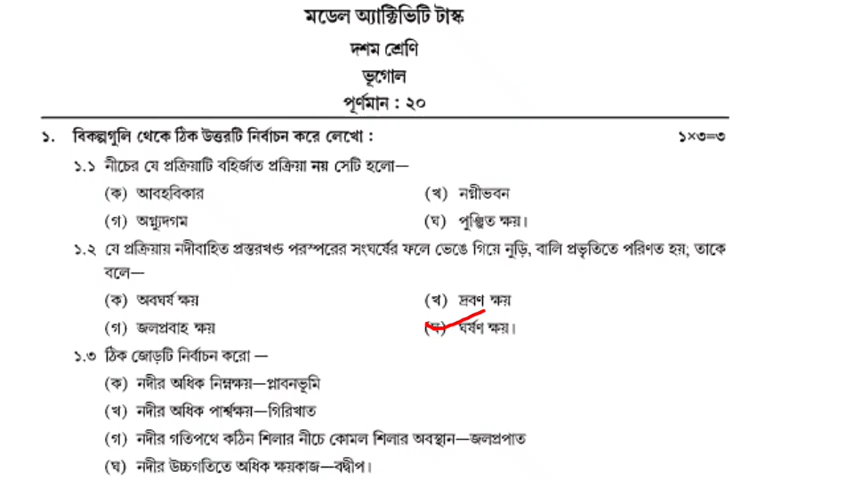 মডেল অ্যাক্টিভিটি টাস্ক
দশম শ্রেণি
ভূগোল
পূর্ণমান : ২০
১. বিকল্পগুলি থেকে ঠিক উত্তরটি নির্বাচন করে লেখো : ১×৩=৩
১.১ নীচের যে প্রক্রিয়াটি বহির্জাত প্রক্রিয়া নয় সেটি হলো—
(ক) আবহবিকার (খ) নগ্নীভবন
(গ) অগ্ন্যুদগম (ঘ) পুঞ্জিত ক্ষয়।
১.২ যে প্রক্রিয়ায় নদীবাহিত প্রস্তরখণ্ড পরস্পরের সংঘর্ষের ফলে ভেঙে গিয়ে নুড়ি, বালি প্রভৃতিতে পরিণত হয়; তাকে
বলে—
(ক) অবঘর্ষ ক্ষয় (খ) দ্রবণ ক্ষয়
(গ) জলপ্রবাহ ক্ষয় (ঘ) ঘর্ষণ ক্ষয়।
১.৩ ঠিক জোড়টি নির্বাচন করো —
(ক) নদীর অধিক নিম্নক্ষয়—প্লাবনভূমি
(খ) নদীর অধিক পার্শ্বক্ষয়—গিরিখাত
(গ) নদীর গতিপথে কঠিন শিলার নীচে কোমল শিলার অবস্থান—জলপ্রপাত
(ঘ) নদীর উচ্চগতিতে অধিক ক্ষয়কাজ—বদ্বীপ।